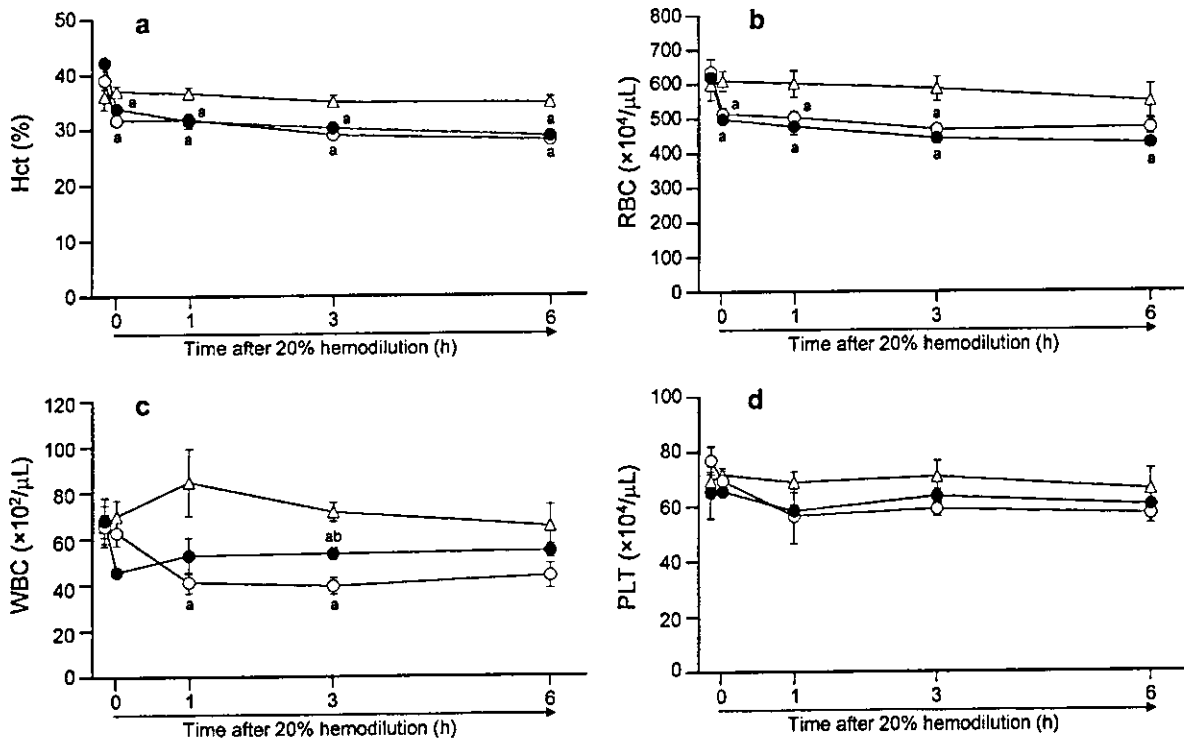 a
Hct (%)
50
40
30
20
10
0
a
a
a
a
a
a
a
a
0 1 3 6
Time after 20% hemodilution (h)
b
RBC (×10⁴/μL)
800
700
600
500
400
300
200
100
0
a
a
a
a
a
0 1 3 6
Time after 20% hemodilution (h)
c
WBC (×10²/μL)
120
100
80
60
40
20
0
ab
a
a
0 1 3 6
Time after 20% hemodilution (h)
d
PLT (×10⁴/μL)
100
80
60
40
20
0
0 1 3 6
Time after 20% hemodilution (h)